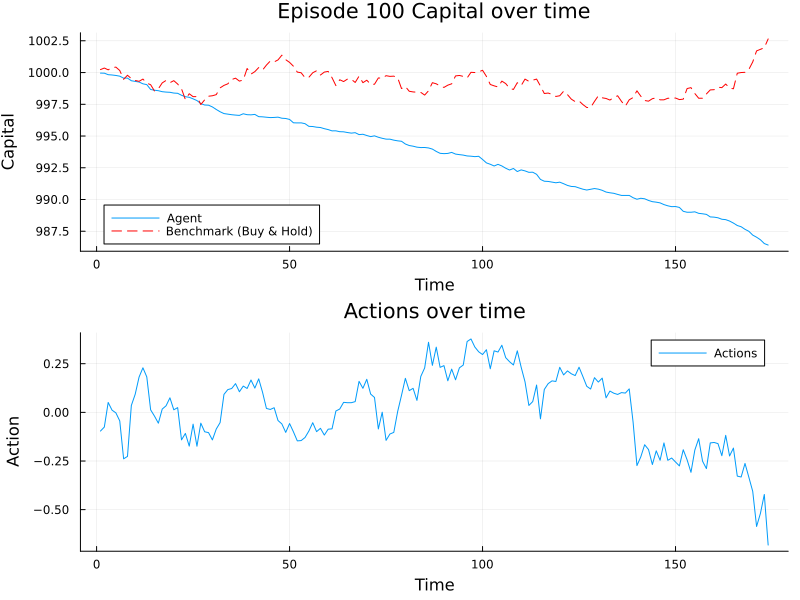 Episode 100 Capital over time
Capital
1002.5
1000.0
997.5
995.0
992.5
990.0
987.5
Agent
Benchmark (Buy & Hold)
0
50
100
150
Time
Actions over time
Action
0.25
0.00
−0.25
−0.50
Actions
0
50
100
150
Time